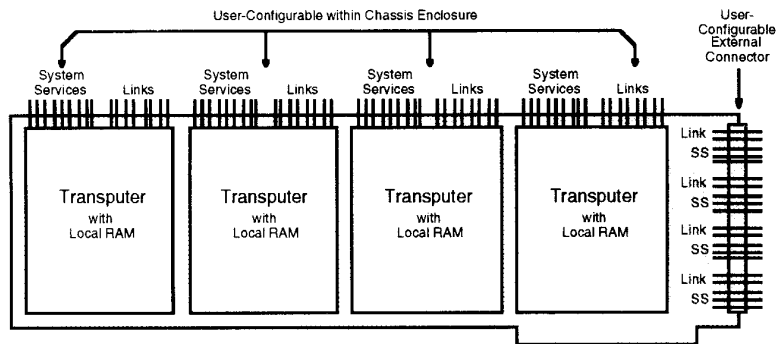 User-Configurable within Chassis Enclosure
User-
Configurable
External
Connector
System
Services
Links
System
Services
Links
System
Services
Links
System
Services
Links
Transputer
with
Local RAM
Transputer
with
Local RAM
Transputer
with
Local RAM
Transputer
with
Local RAM
Link
SS
Link
SS
Link
SS
Link
SS